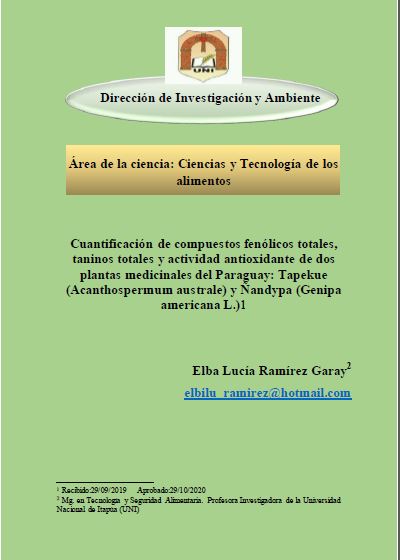 UNI
Dirección de Investigación y Ambiente
Área de la ciencia: Ciencias y Tecnología de los
alimentos
Cuantificación de compuestos fenólicos totales,
taninos totales y actividad antioxidante de dos
plantas medicinales del Paraguay: Tapekue
(Acanthospermum australe) y Ñandypa (Genipa
americana L.)1
Elba Lucía Ramírez Garay2
elbilu_ramirez@hotmail.com
1 Recibido:29/09/2019 Aprobado:29/10/2020
2 Mg. en Tecnología y Seguridad Alimentaria. Profesora Investigadora de la Universidad
Nacional de Itapúa (UNI)